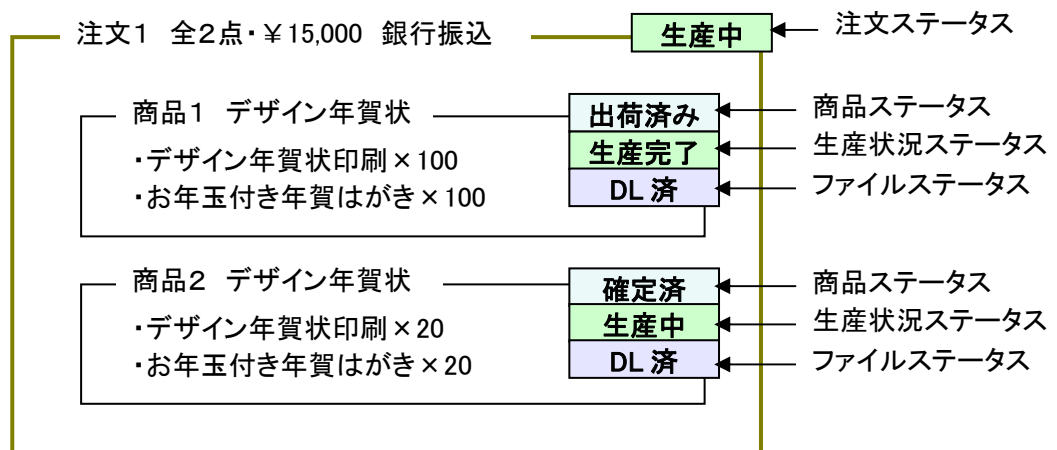 注文1 全2点・¥15,000 銀行振込 生産中 注文ステータス
商品1 デザイン年賀状 出荷済み 商品ステータス
・デザイン年賀状印刷×100 生産完了 生産状況ステータス
・お年玉付き年賀はがき×100 DL 済 ファイルステータス
商品2 デザイン年賀状 確定済 商品ステータス
・デザイン年賀状印刷×20 生産中 生産状況ステータス
・お年玉付き年賀はがき×20 DL 済 ファイルステータス